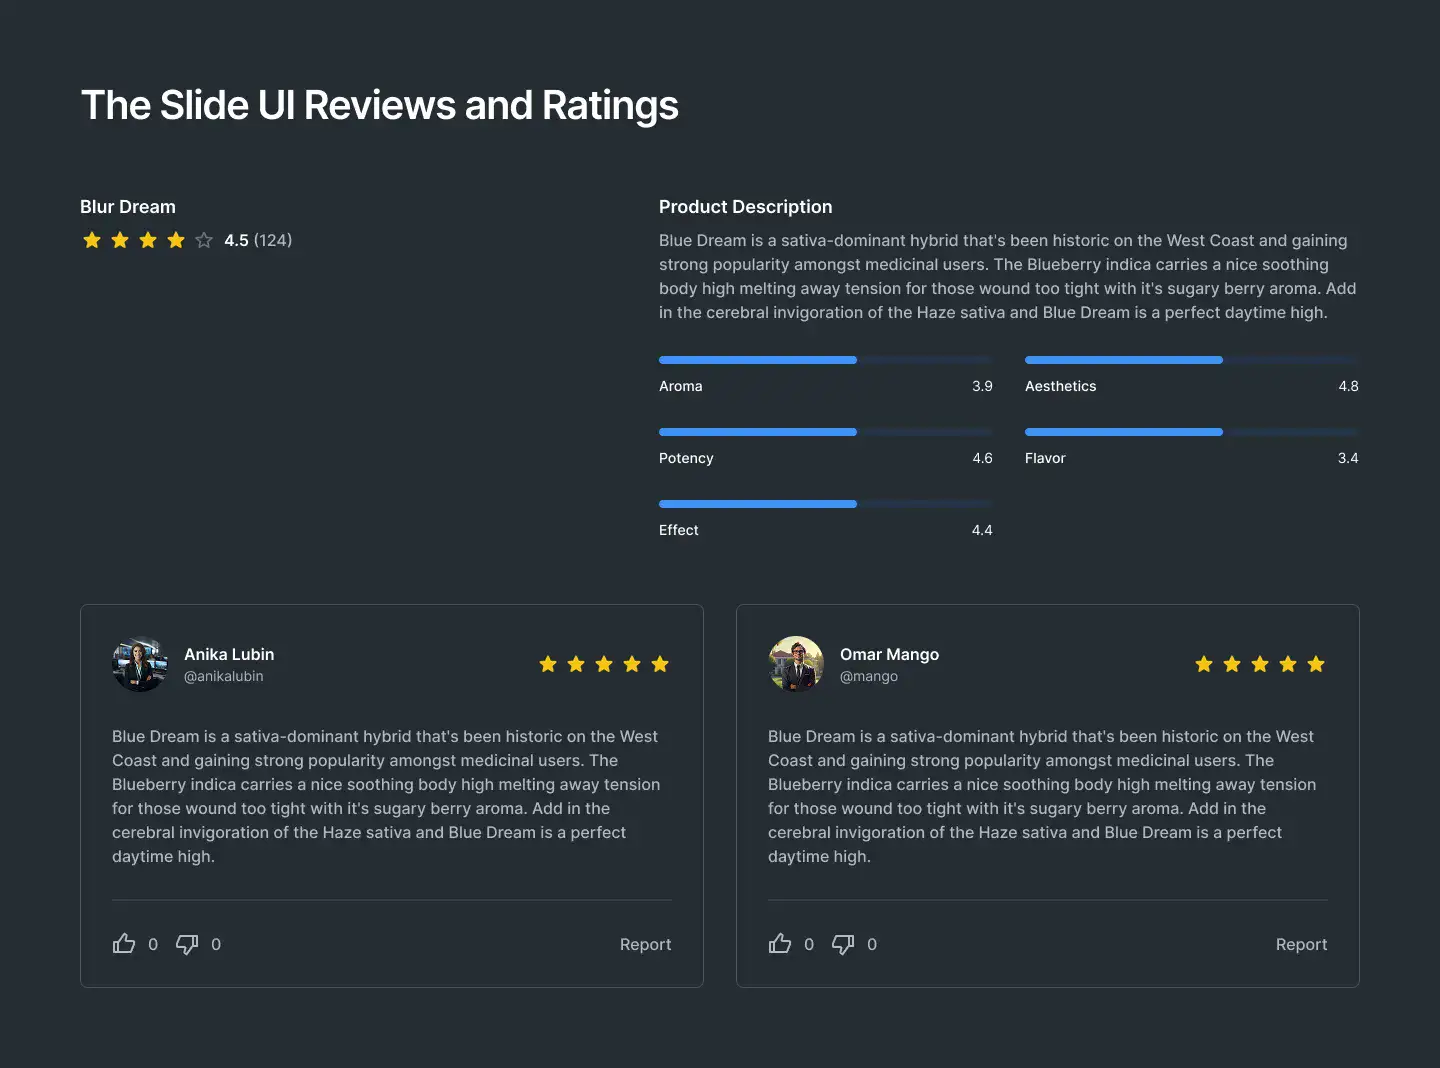 The Slide UI Reviews and Ratings
Blur Dream
4.5 (124)
Product Description
Blue Dream is a sativa-dominant hybrid that's been historic on the West Coast and gaining
strong popularity amongst medicinal users. The Blueberry indica carries a nice soothing
body high melting away tension for those wound too tight with it's sugary berry aroma. Add
in the cerebral invigoration of the Haze sativa and Blue Dream is a perfect daytime high.
Aroma 3.9
Aesthetics 4.8
Potency 4.6
Flavor 3.4
Effect 4.4
Anika Lubin
@anikalubin
Blue Dream is a sativa-dominant hybrid that's been historic on the West
Coast and gaining strong popularity amongst medicinal users. The
Blueberry indica carries a nice soothing body high melting away tension
for those wound too tight with it's sugary berry aroma. Add in the
cerebral invigoration of the Haze sativa and Blue Dream is a perfect
daytime high.
0 0 Report
Omar Mango
@mango
Blue Dream is a sativa-dominant hybrid that's been historic on the West
Coast and gaining strong popularity amongst medicinal users. The
Blueberry indica carries a nice soothing body high melting away tension
for those wound too tight with it's sugary berry aroma. Add in the
cerebral invigoration of the Haze sativa and Blue Dream is a perfect
daytime high.
0 0 Report